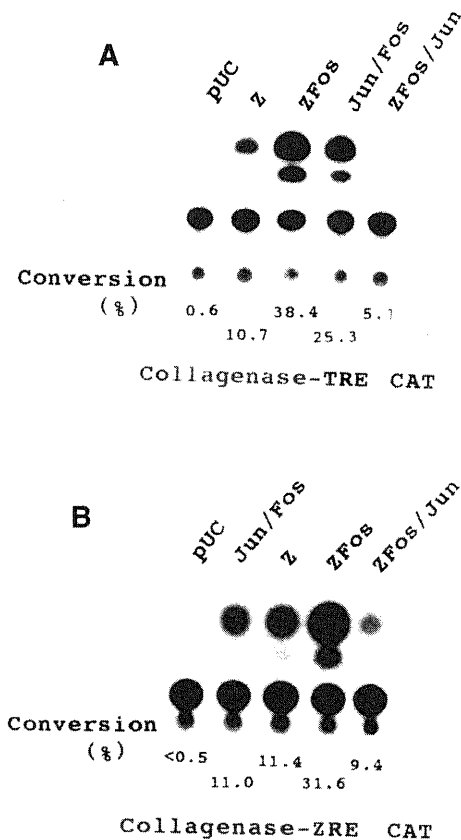 A
pUC
Z
ZFos
Jun/Fos
ZFos/Jun
Conversion
(%)
0.6 38.4 5.1
10.7 25.3
Collagenase-TRE CAT
B
pUC
Jun/Fos
Z
ZFos
ZFos/Jun
Conversion
(%)
<0.5 11.4 9.4
11.0 31.6
Collagenase-ZRE CAT